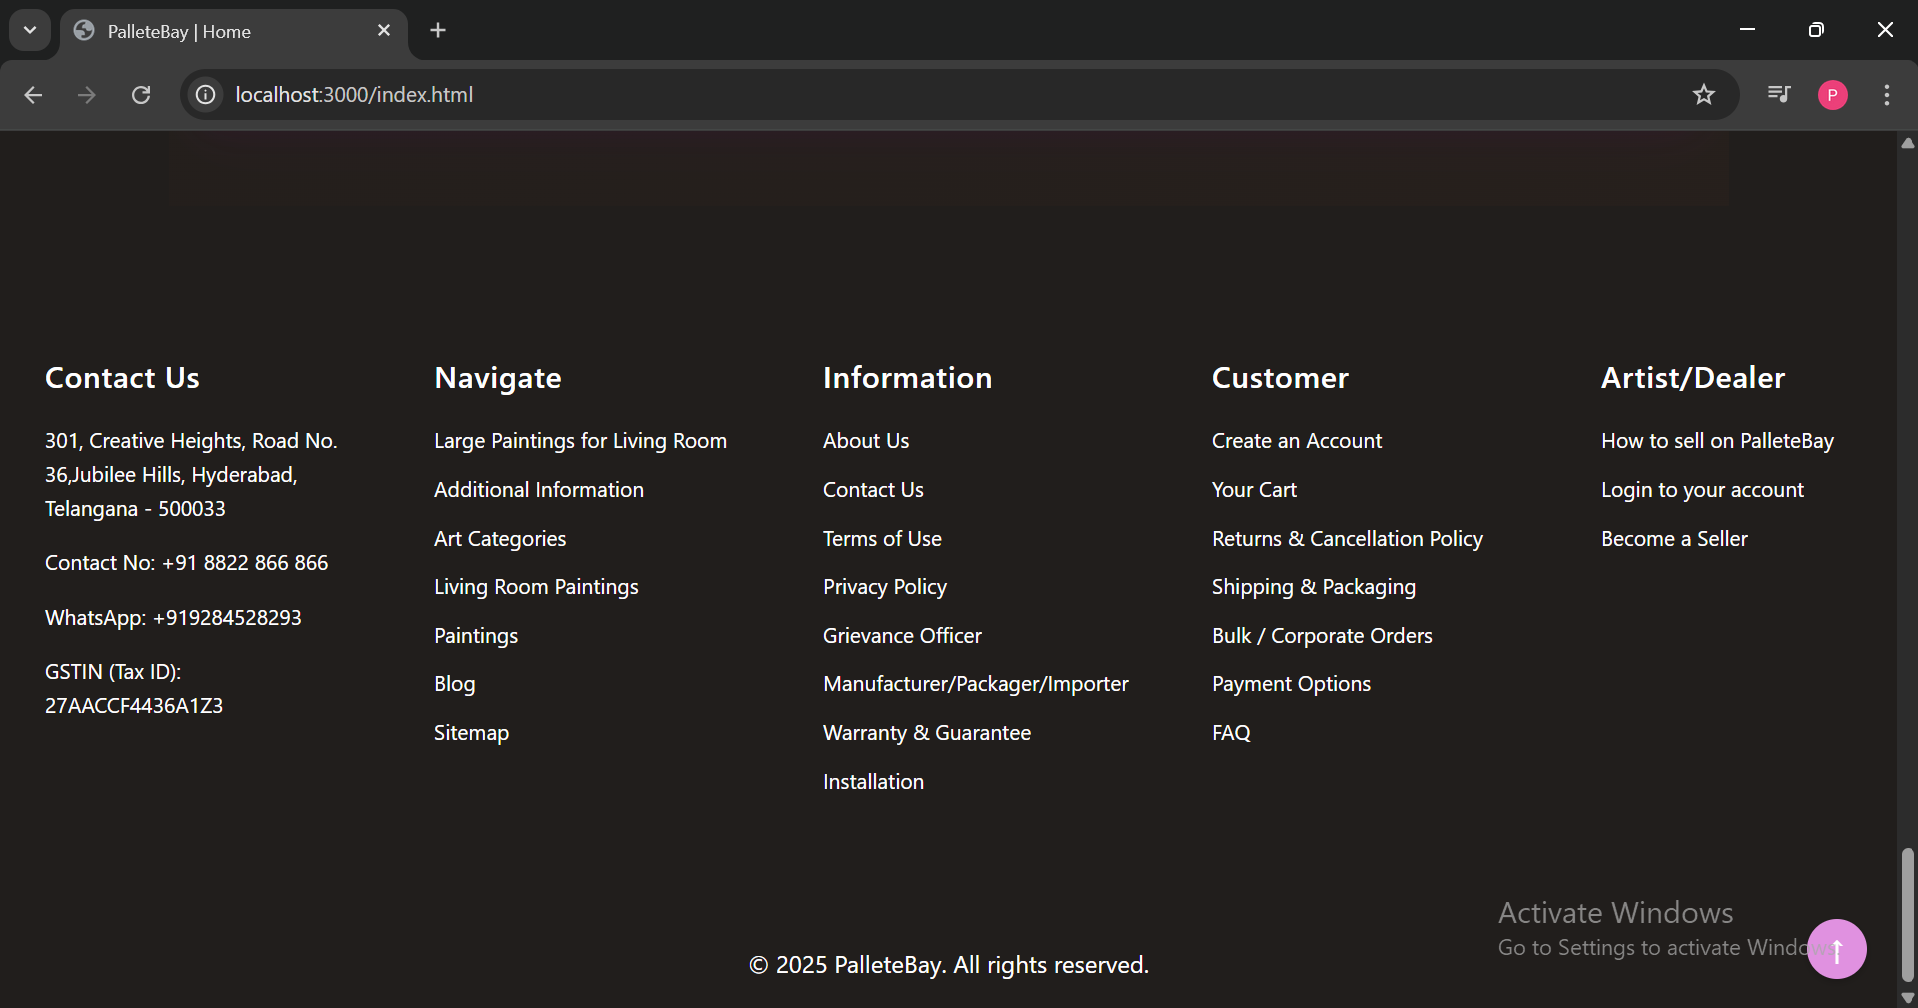 PalleteBay | Home
localhost:3000/index.html
P
Contact Us
301, Creative Heights, Road No.
36,Jubilee Hills, Hyderabad,
Telangana - 500033
Contact No: +91 8822 866 866
WhatsApp: +919284528293
GSTIN (Tax ID):
27AACCF4436A1Z3
Navigate
Large Paintings for Living Room
Additional Information
Art Categories
Living Room Paintings
Paintings
Blog
Sitemap
Information
About Us
Contact Us
Terms of Use
Privacy Policy
Grievance Officer
Manufacturer/Packager/Importer
Warranty & Guarantee
Installation
Customer
Create an Account
Your Cart
Returns & Cancellation Policy
Shipping & Packaging
Bulk / Corporate Orders
Payment Options
FAQ
Artist/Dealer
How to sell on PalleteBay
Login to your account
Become a Seller
Activate Windows
Go to Settings to activate Windows.
© 2025 PalleteBay. All rights reserved.